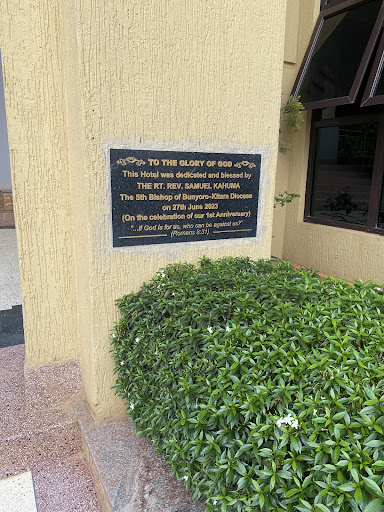 TO THE GLORY OF GOD
This Hotel was dedicated and blessed by
THE RT. REV. SAMUEL KAHUMA
The 5th Bishop of Bunyoro-Kitara Diocese
on 27th June 2023
(On the celebration of our 1st Anniversary)
"..If God is for us, who can be against us?"
(Romans 8:31)